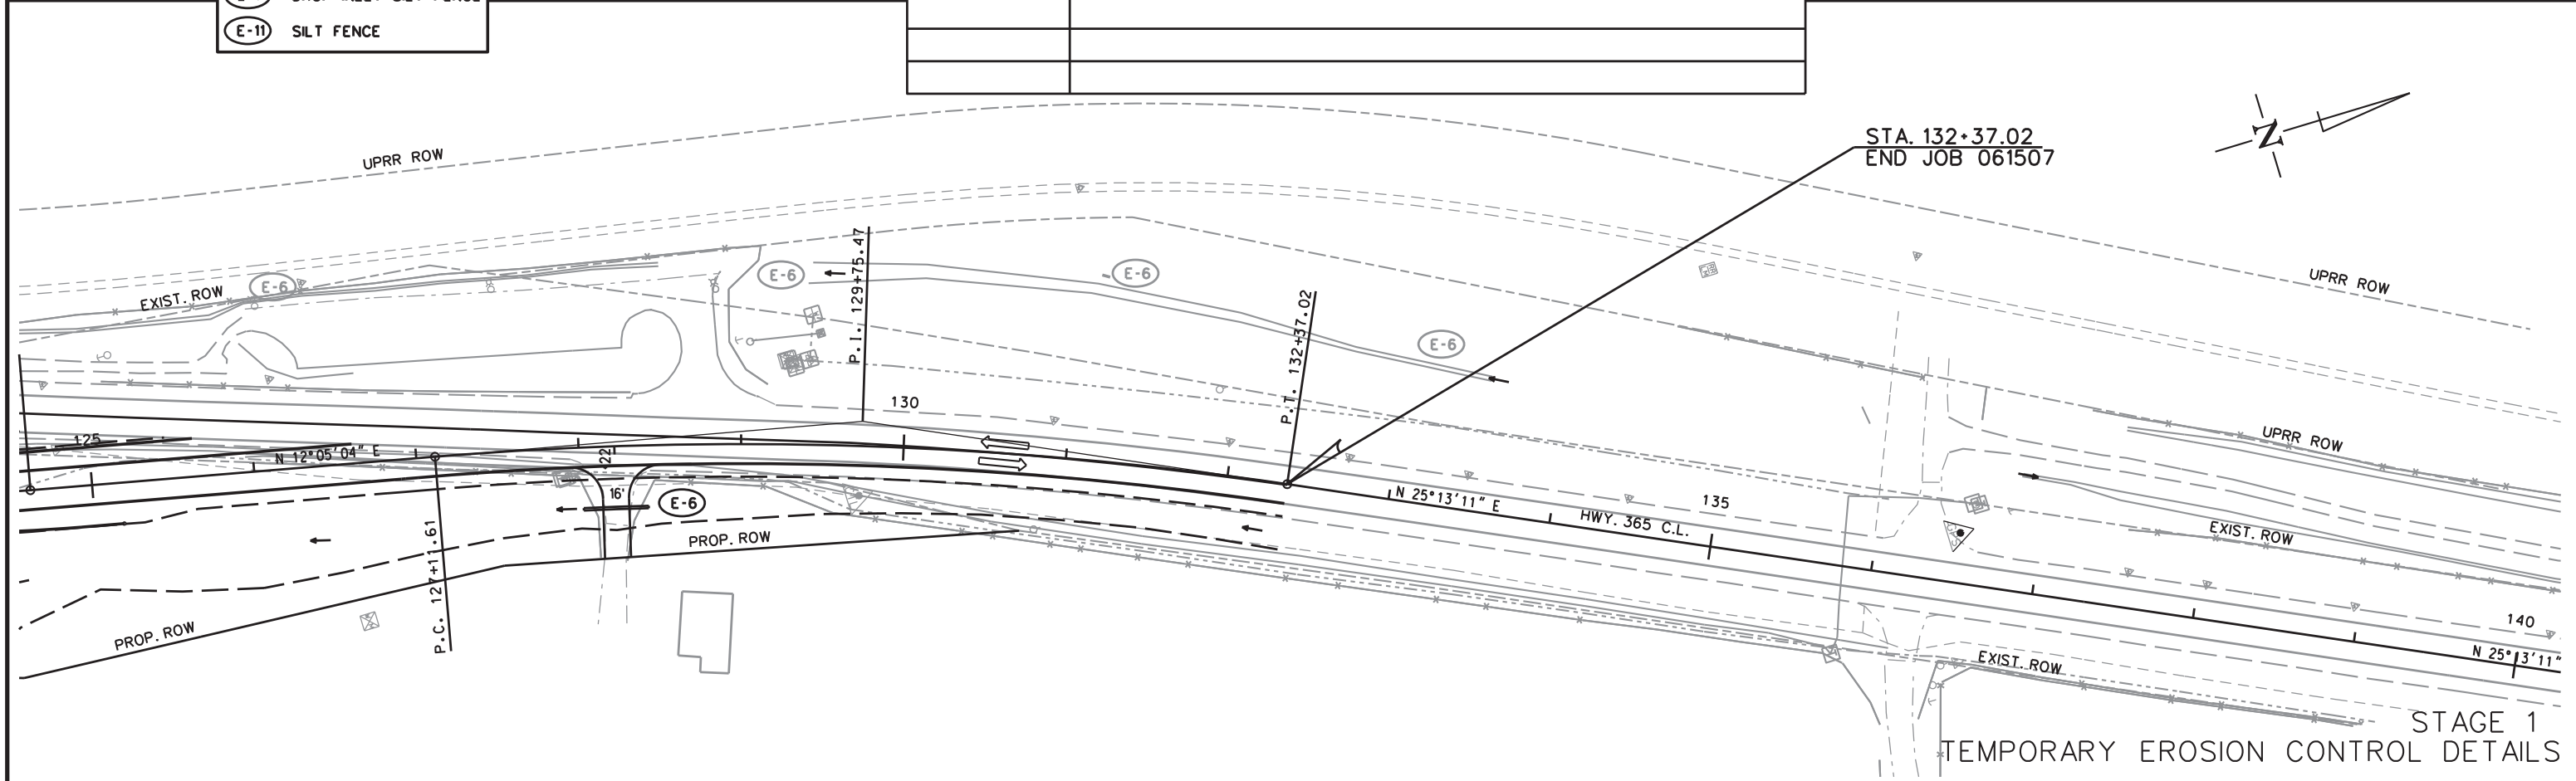 E-11 SILT FENCE
N
STA. 132+37.02
END JOB 061507
UPRR ROW
UPRR ROW
EXIST. ROW
E-6
E-6
E-6
E-6
P.I. 129+75.47
P.T. 132+37.02
130
125
N 12°05'04" E
22'
16'
E-6
PROP. ROW
PROP. ROW
P.C. 127+11.61
N 25°13'11" E
HWY. 365 C.L.
135
UPRR ROW
EXIST. ROW
EXIST. ROW
140
N 25°13'11"
STAGE 1
TEMPORARY EROSION CONTROL DETAILS